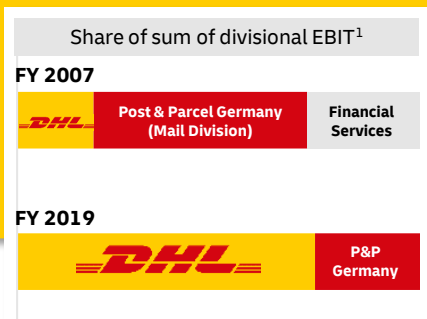 Share of sum of divisional EBIT¹
FY 2007
DHL
Post & Parcel Germany
(Mail Division)
Financial
Services
FY 2019
DHL
P&P
Germany